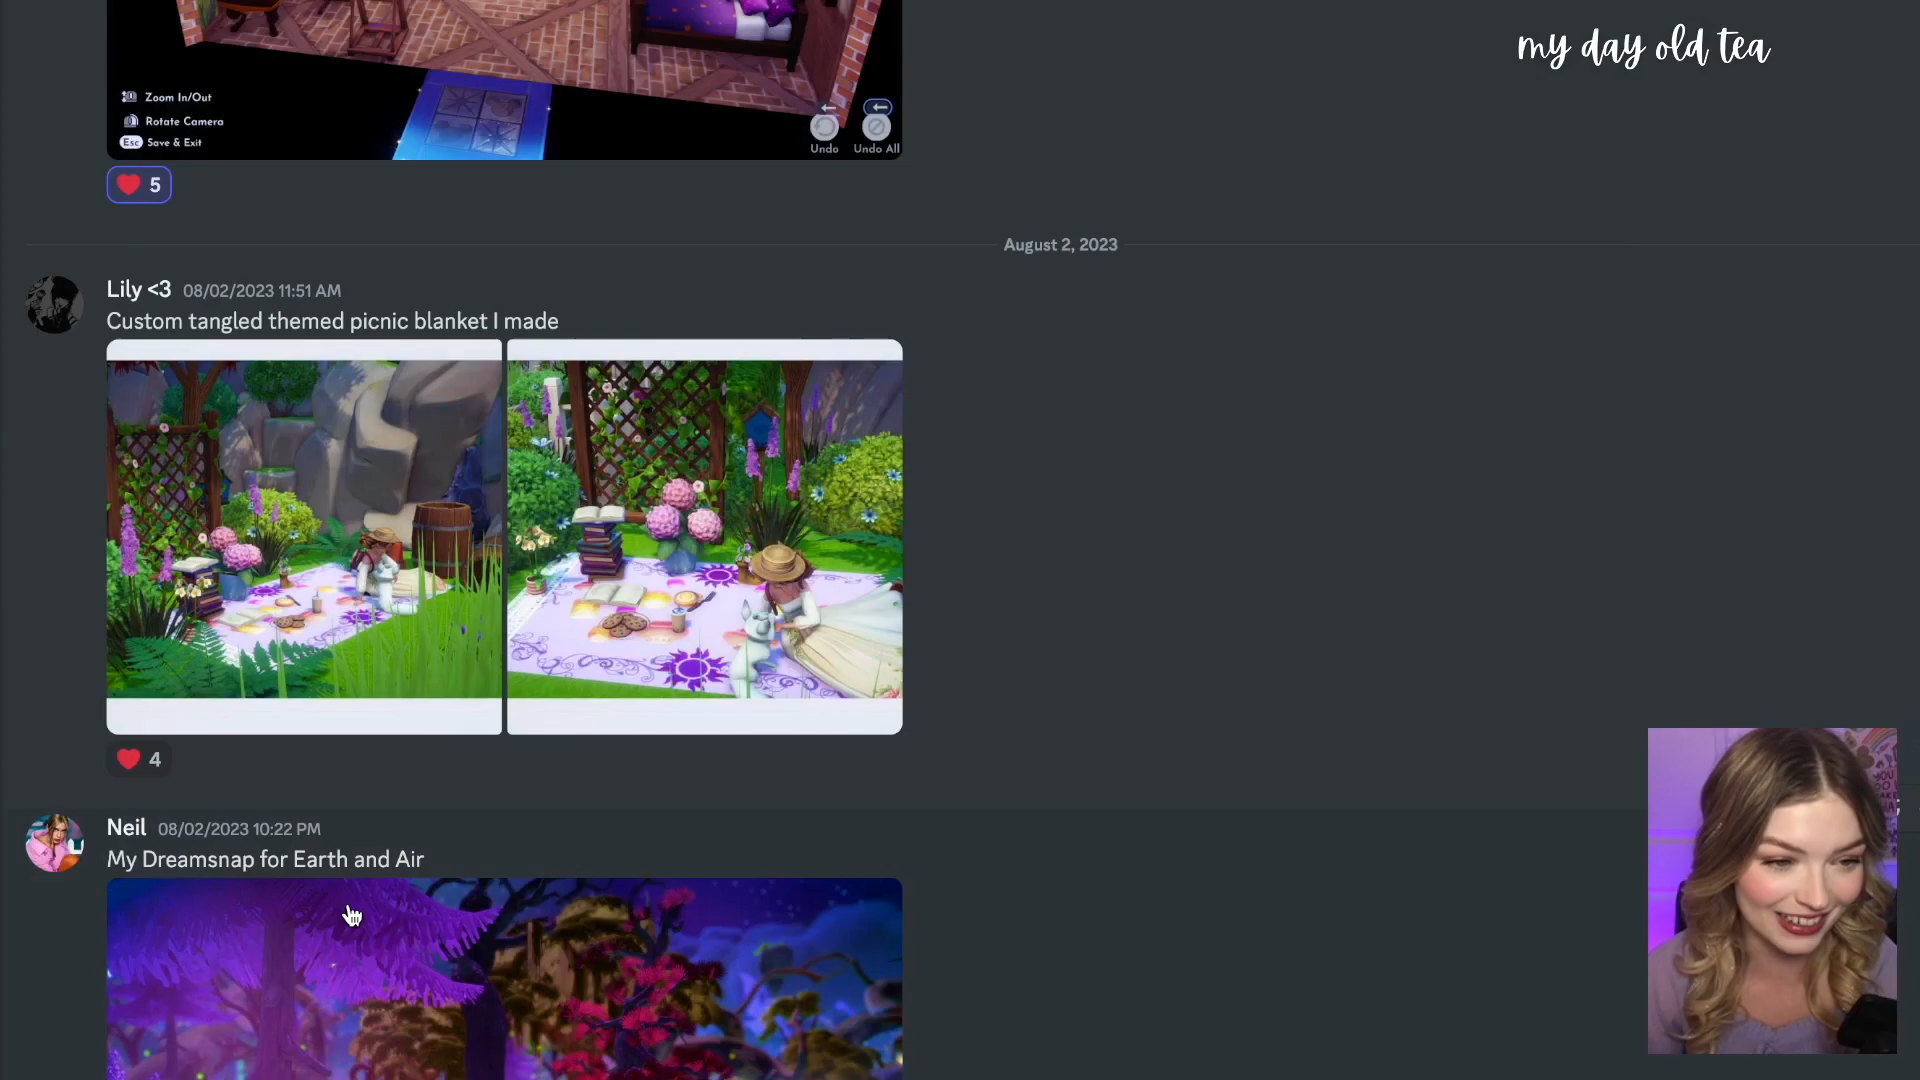 my day old tea
Zoom In/Out
Rotate Camera
Esc Save & Exit
Undo Undo All
5
August 2, 2023
Lily <3 08/02/2023 11:51 AM
Custom tangled themed picnic blanket I made
4
Neil 08/02/2023 10:22 PM
My Dreamsnap for Earth and Air